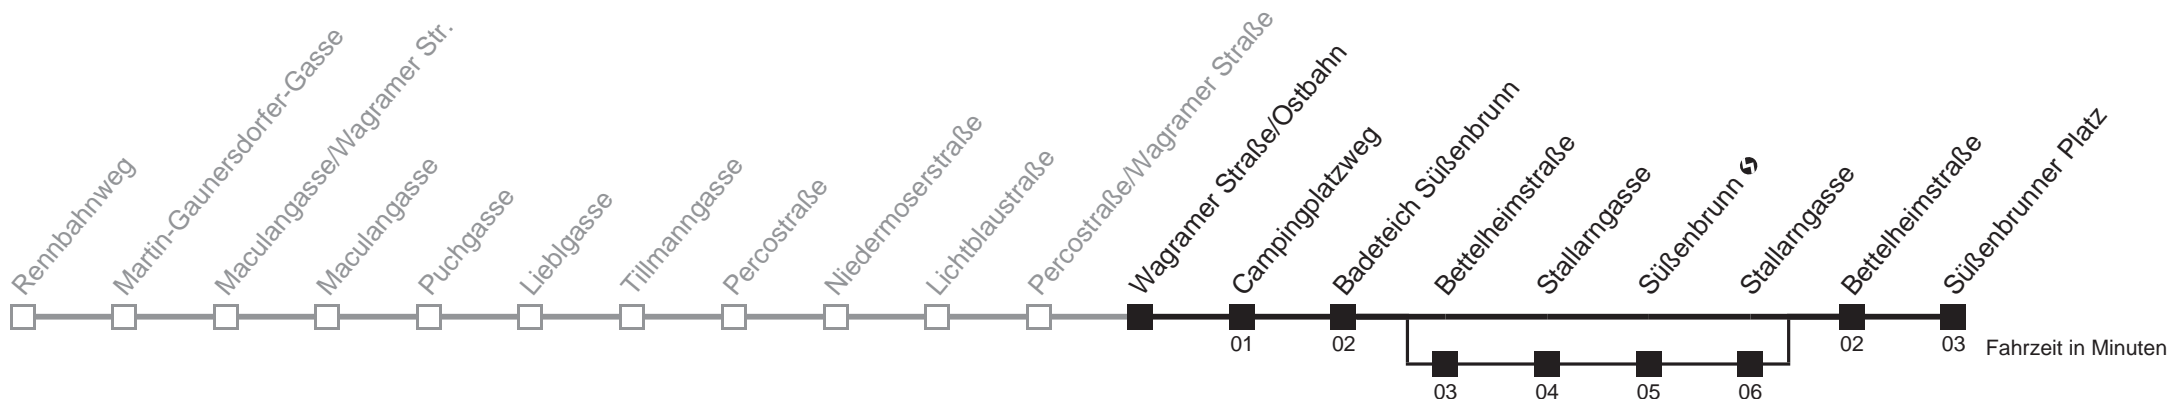 Rennbahnweg
Martin-Gaunersdorfer-Gasse
Maculangasse/Wagramer Str.
Maculangasse
Puchgasse
Lieblgasse
Tillmanngasse
Percostraße
Niedermoserstraße
Lichtblaustraße
Percostraße/Wagramer Straße
Wagramer Straße/Ostbahn
Campingplatzweg
Badeteich Süßenbrunn
Bettelheimstraße
Stallarngasse
Süßenbrunn
Stallarngasse
Bettelheimstraße
Süßenbrunner Platz
01
02
02
03
Fahrzeit in Minuten
03
04
05
06